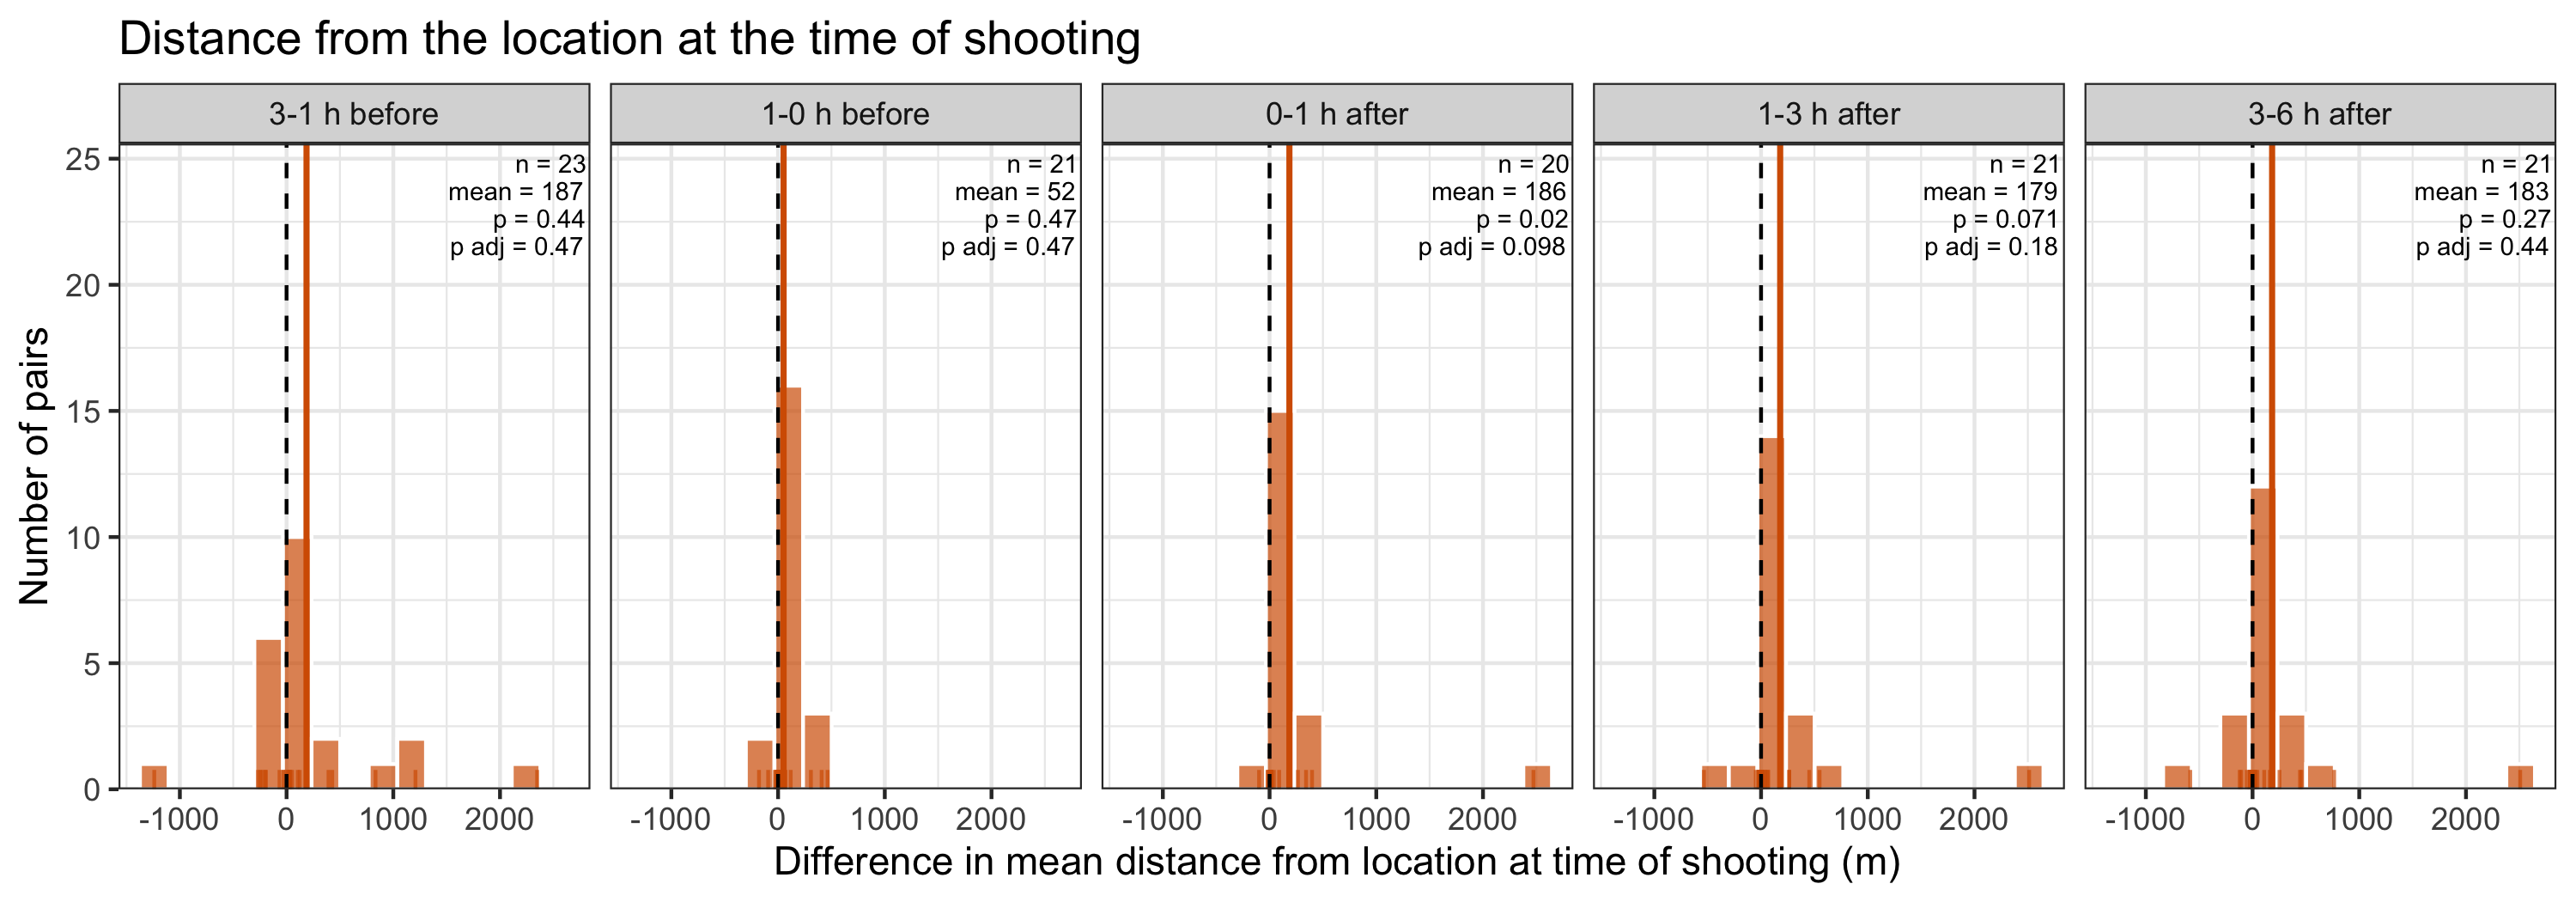 Distance from the location at the time of shooting
3-1 h before
1-0 h before
0-1 h after
1-3 h after
3-6 h after
n = 23
mean = 187
p = 0.44
p adj = 0.47
n = 21
mean = 52
p = 0.47
p adj = 0.47
n = 20
mean = 186
p = 0.02
p adj = 0.098
n = 21
mean = 179
p = 0.071
p adj = 0.18
n = 21
mean = 183
p = 0.27
p adj = 0.44
Number of pairs
25
20
15
10
5
0
-1000 0 1000 2000
-1000 0 1000 2000
-1000 0 1000 2000
-1000 0 1000 2000
-1000 0 1000 2000
Difference in mean distance from location at time of shooting (m)